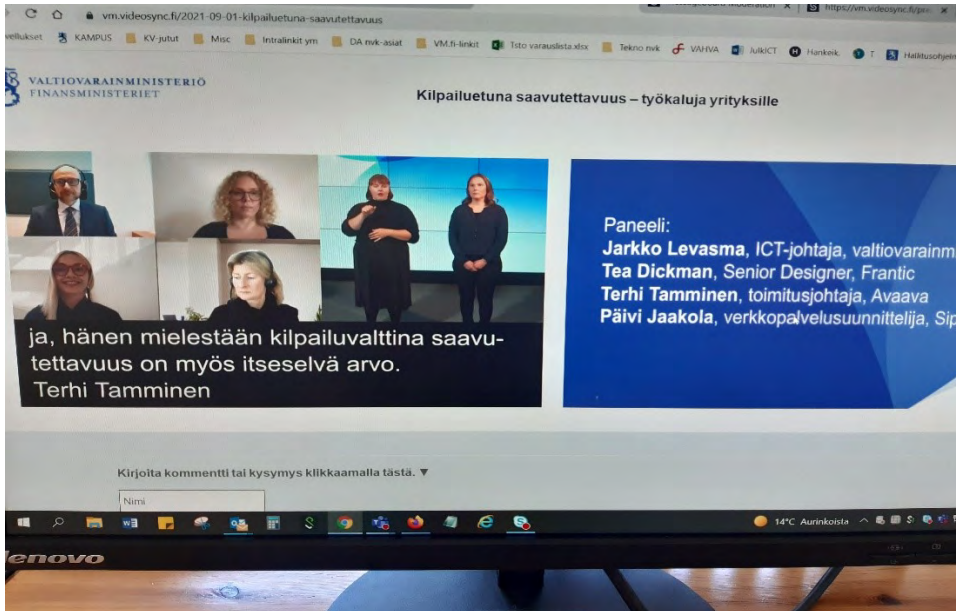 vm.videosync.fi/2021-09-01-kilpailuetuna-saavutettavuus
https://vm.videosync.fi/
KAMPUS
KV-jutut
Misc
Intralinkit ym
DA nvk-asiat
VM.fi-linkit
Tsto varauslista.xlsx
Tekno nvk
VAHVA
JulkICT
Hankeik.
T
VALTIOVARAINMINISTERIÖ
FINANSMINISTERIET
Kilpailuetuna saavutettavuus – työkaluja yrityksille
ja, hänen mielestään kilpailuvalttina saavu-
tettavuus on myös itseselvä arvo.
Terhi Tamminen
Paneeli:
Jarkko Levasma, ICT-johtaja, valtiovarainm
Tea Dickman, Senior Designer, Frantic
Terhi Tamminen, toimitusjohtaja, Avaava
Päivi Jaakola, verkkopalvelusuunnittelija, Sip
Kirjoita kommentti tai kysymys klikkaamalla tästä. ▼
Nimi
14°C Aurinkoista
lenovo